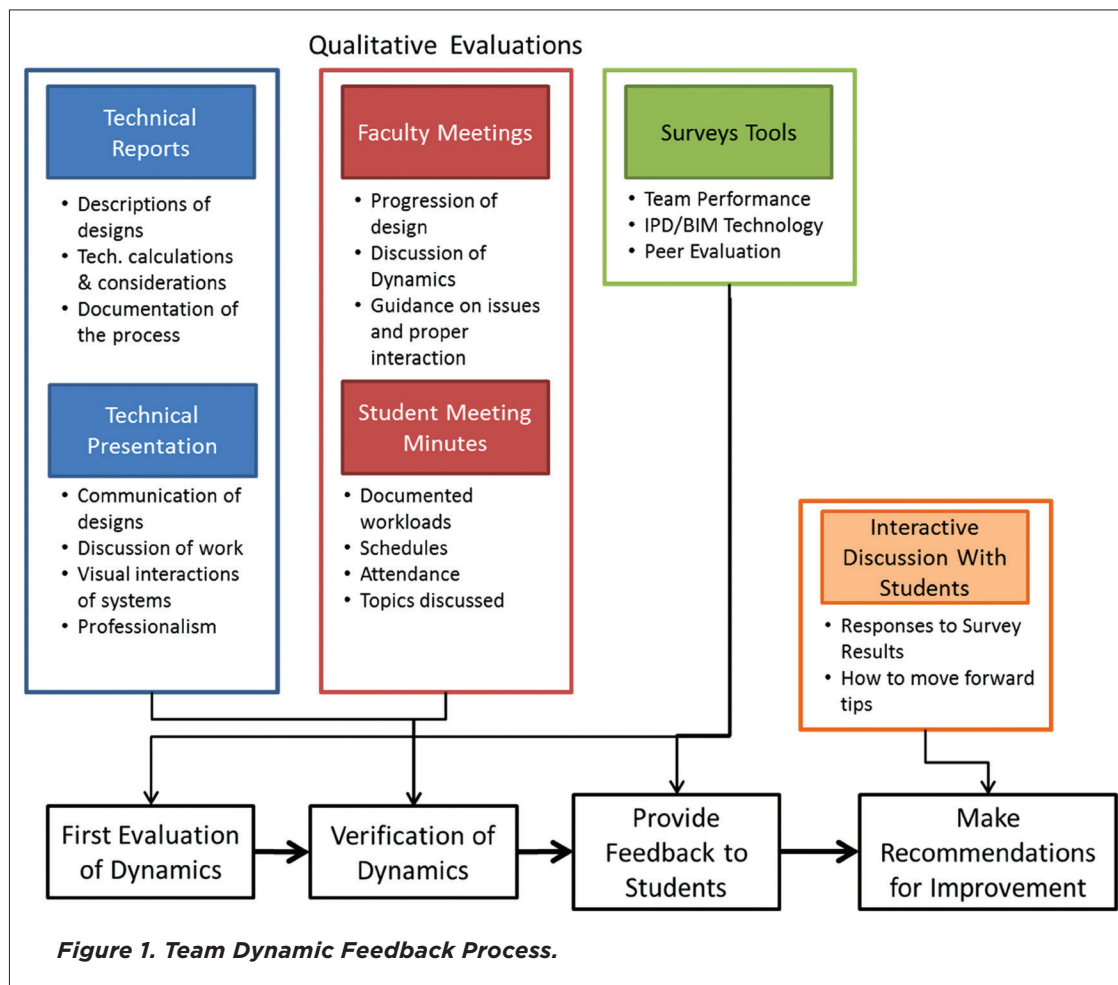 Qualitative Evaluations
Technical
Reports
• Descriptions of
designs
• Tech. calculations
& considerations
• Documentation of
the process
Technical
Presentation
• Communication of
designs
• Discussion of work
• Visual interactions
of systems
• Professionalism
Faculty Meetings
• Progression of
design
• Discussion of
Dynamics
• Guidance on issues
and proper
interaction
Student Meeting
Minutes
• Documented
workloads
• Schedules
• Attendance
• Topics discussed
Surveys Tools
• Team Performance
• IPD/BIM Technology
• Peer Evaluation
Interactive
Discussion With
Students
• Responses to Survey
Results
• How to move forward
tips
First Evaluation
of Dynamics
Verification of
Dynamics
Provide
Feedback to
Students
Make
Recommendations
for Improvement
Figure 1. Team Dynamic Feedback Process.